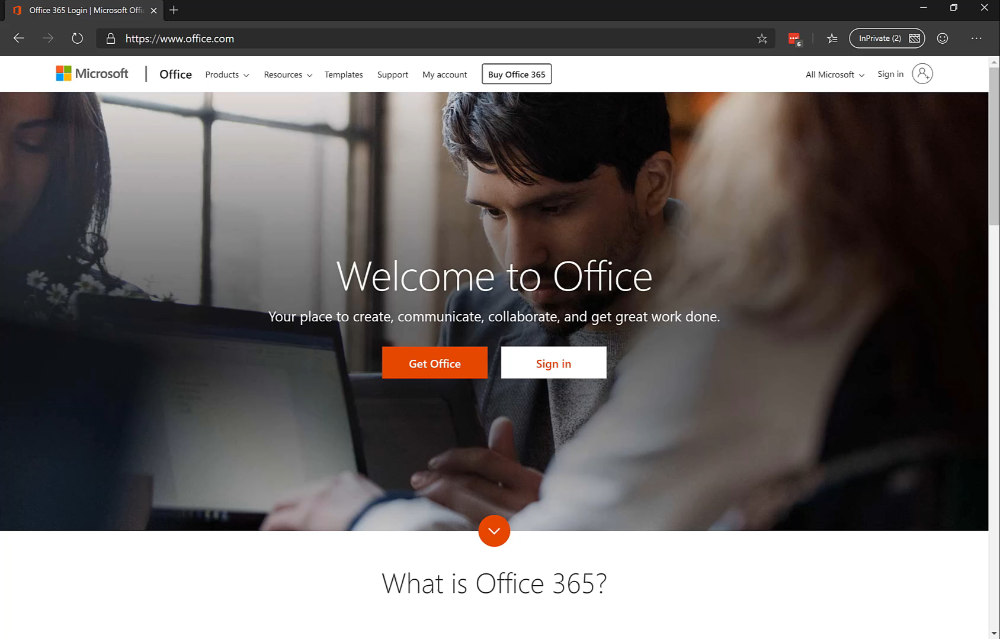 Office 365 Login | Microsoft Offi
https://www.office.com
6
InPrivate (2)
Microsoft
Office
Products
Resources
Templates
Support
My account
Buy Office 365
All Microsoft
Sign in
Welcome to Office
Your place to create, communicate, collaborate, and get great work done.
Get Office
Sign in
What is Office 365?